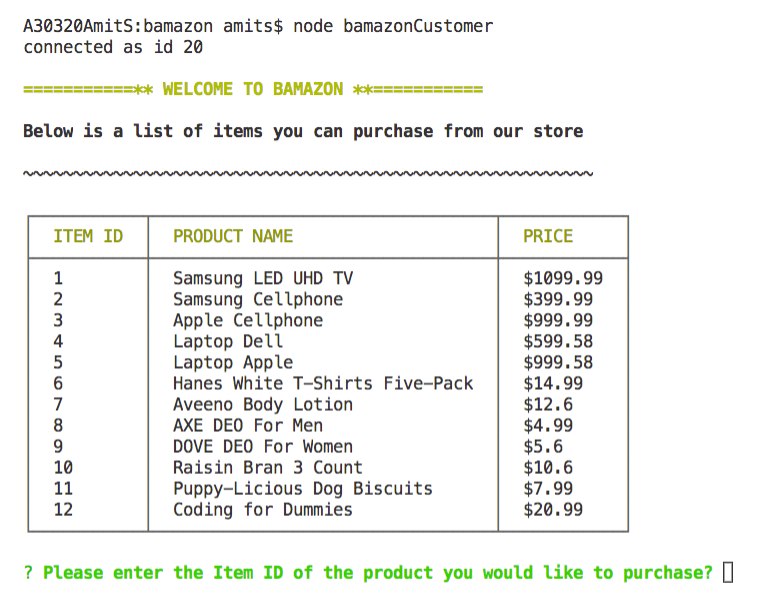 A30320AmitS:bamazon amits$ node bamazonCustomer
connected as id 20
===========** WELCOME TO BAMAZON **===========
Below is a list of items you can purchase from our store
~~~~~~~~~~~~~~~~~~~~~~~~~~~~~~~~~~~~~~~~~~~~~~~~~~~~~~~~~
ITEM ID PRODUCT NAME PRICE
1 Samsung LED UHD TV $1099.99
2 Samsung Cellphone $399.99
3 Apple Cellphone $999.99
4 Laptop Dell $599.58
5 Laptop Apple $999.58
6 Hanes White T-Shirts Five-Pack $14.99
7 Aveeno Body Lotion $12.6
8 AXE DEO For Men $4.99
9 DOVE DEO For Women $5.6
10 Raisin Bran 3 Count $10.6
11 Puppy-Licious Dog Biscuits $7.99
12 Coding for Dummies $20.99
? Please enter the Item ID of the product you would like to purchase?